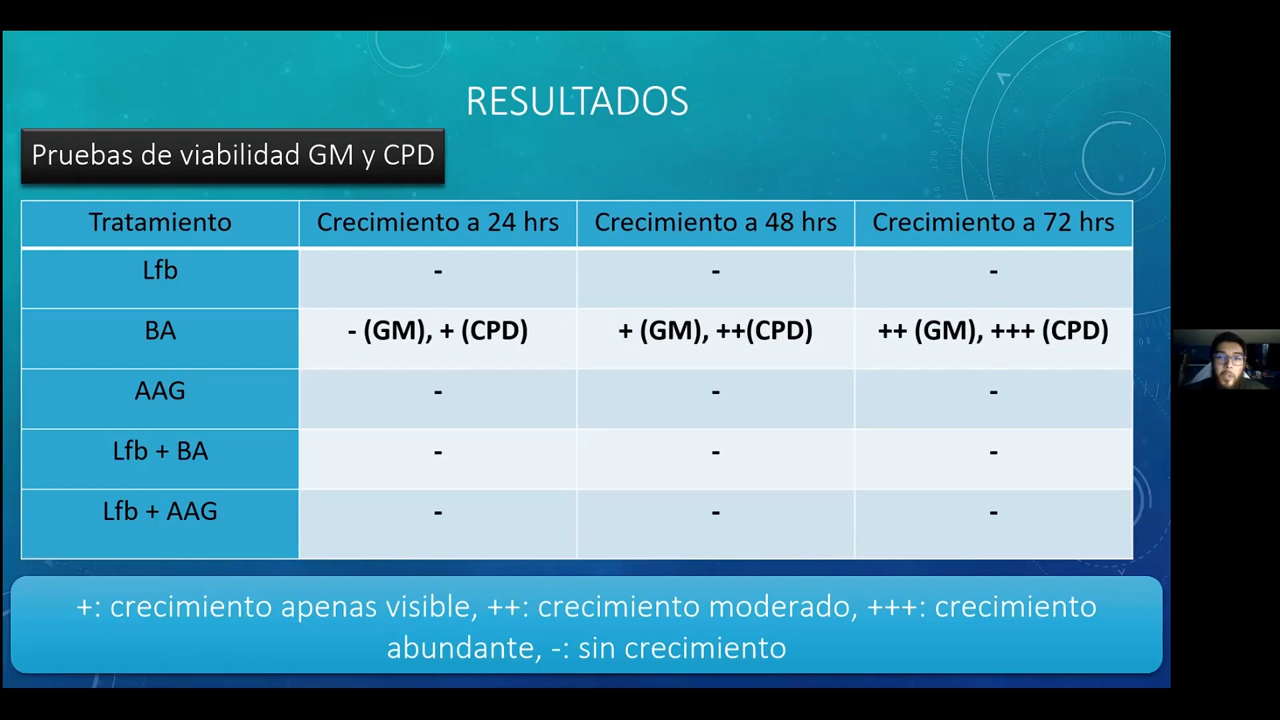 RESULTADOS
Pruebas de viabilidad GM y CPD
Tratamiento Crecimiento a 24 hrs Crecimiento a 48 hrs Crecimiento a 72 hrs
Lfb - - -
BA - (GM), + (CPD) + (GM), ++(CPD) ++ (GM), +++ (CPD)
AAG - - -
Lfb + BA - - -
Lfb + AAG - - -
+: crecimiento apenas visible, ++: crecimiento moderado, +++: crecimiento
abundante, -: sin crecimiento